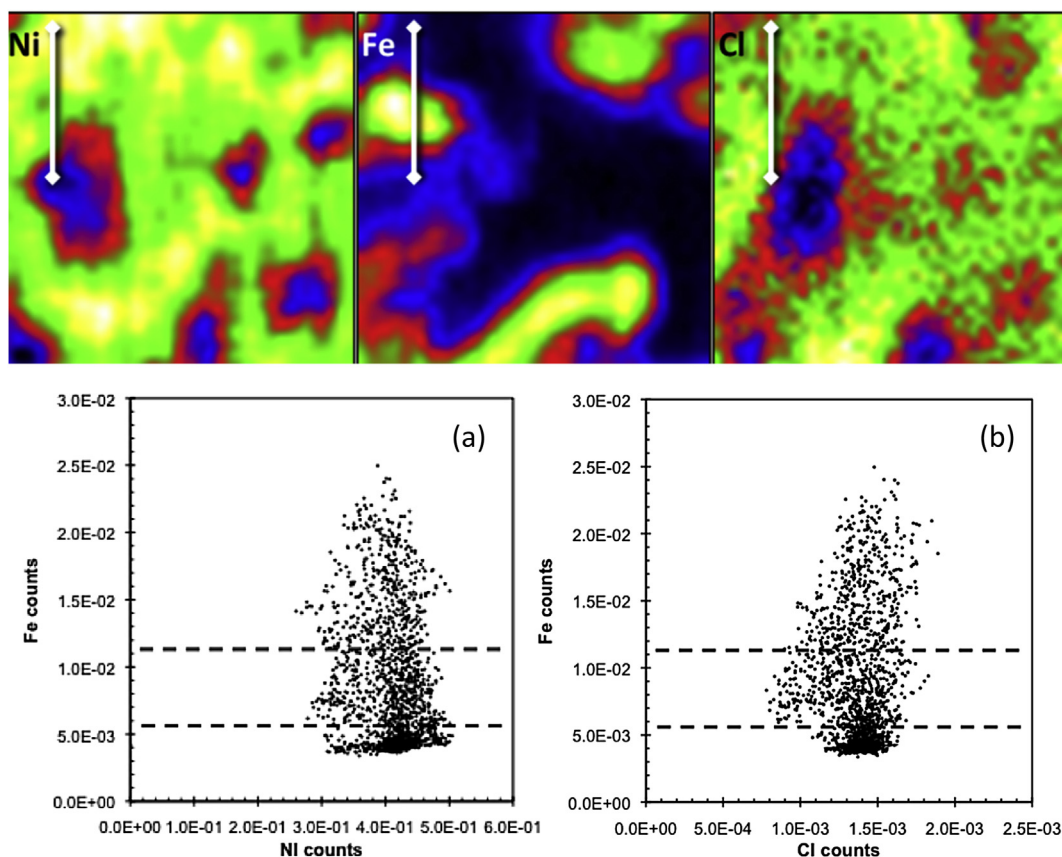 Ni Fe Cl
(a)
3.0E-02
2.5E-02
2.0E-02
1.5E-02
1.0E-02
5.0E-03
0.0E+00
Fe counts
0.0E+00 1.0E-01 2.0E-01 3.0E-01 4.0E-01 5.0E-01 6.0E-01
NI counts
(b)
3.0E-02
2.5E-02
2.0E-02
1.5E-02
1.0E-02
5.0E-03
0.0E+00
Fe counts
0.0E+00 5.0E-04 1.0E-03 1.5E-03 2.0E-03 2.5E-03
Cl counts